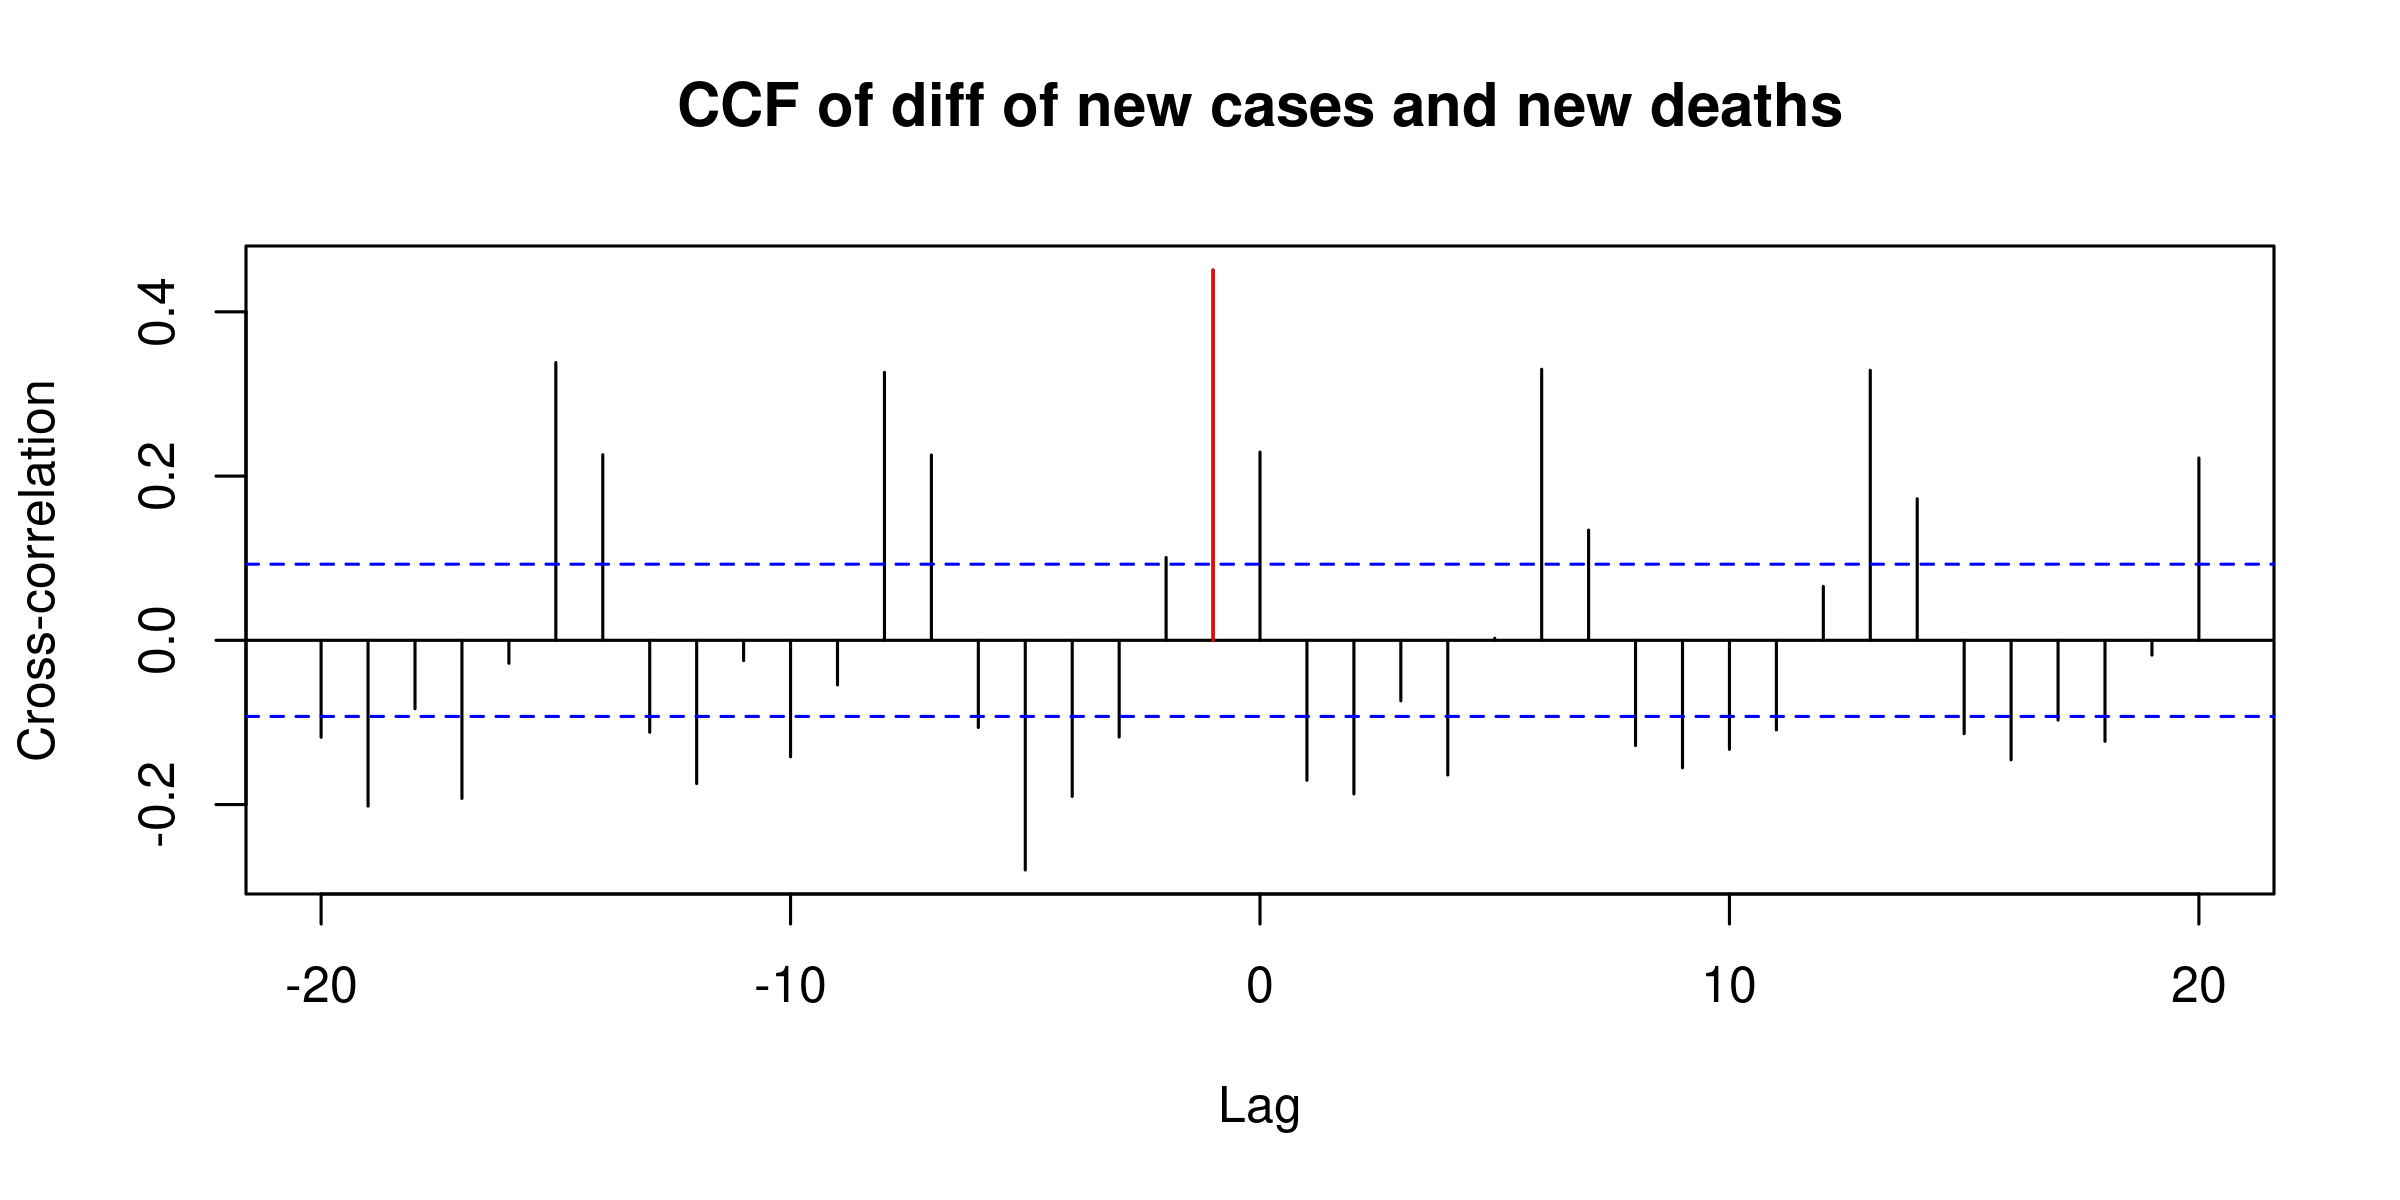 CCF of diff of new cases and new deaths
Cross-correlation
0.4
0.2
0.0
-0.2
-20 -10 0 10 20
Lag